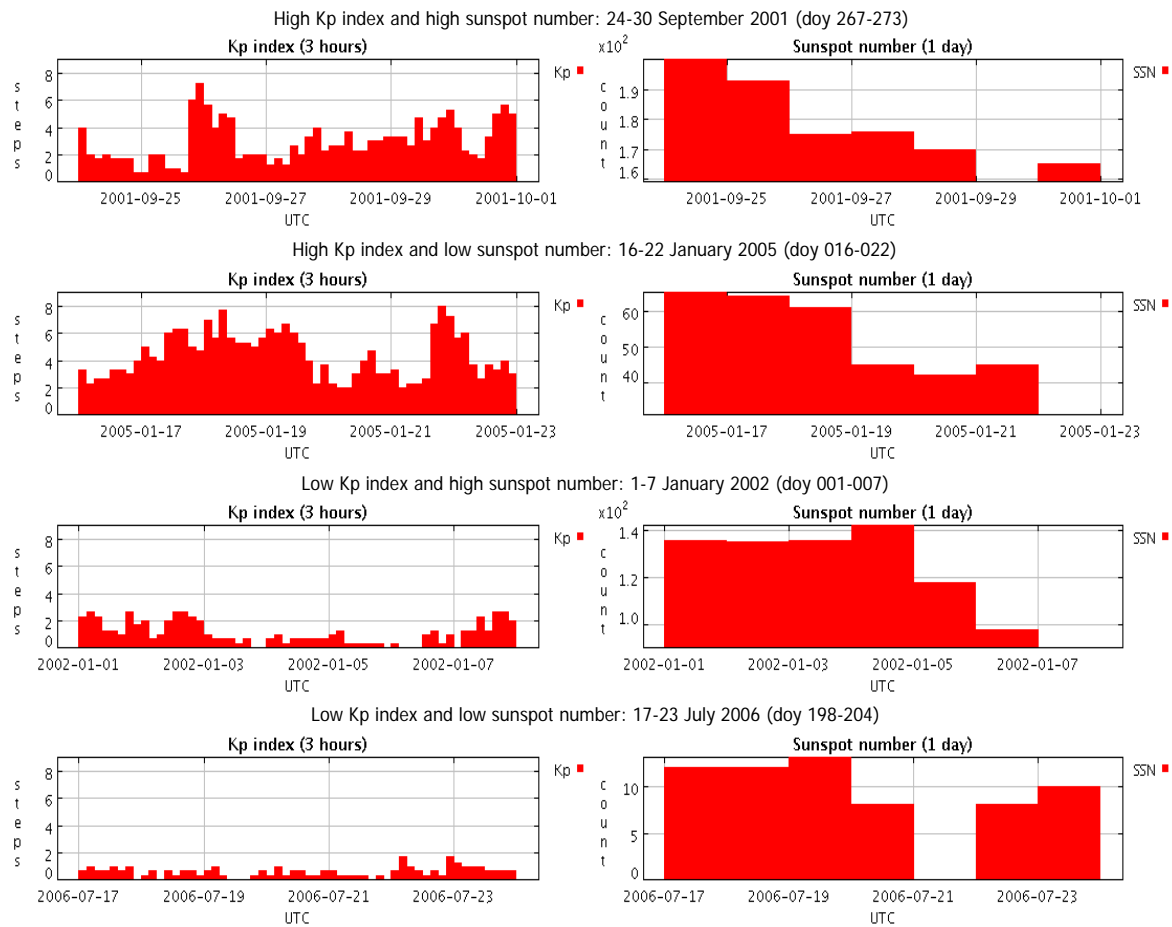 High Kp index and high sunspot number: 24-30 September 2001 (doy 267-273)
Kp index (3 hours)
steps
8
6
4
2
0
Kp
2001-09-25 2001-09-27 2001-09-29 2001-10-01
UTC
x10²
Sunspot number (1 day)
count
1.9
1.8
1.7
1.6
SSN
2001-09-25 2001-09-27 2001-09-29 2001-10-01
UTC
High Kp index and low sunspot number: 16-22 January 2005 (doy 016-022)
Kp index (3 hours)
steps
8
6
4
2
0
Kp
2005-01-17 2005-01-19 2005-01-21 2005-01-23
UTC
Sunspot number (1 day)
count
60
50
40
SSN
2005-01-17 2005-01-19 2005-01-21 2005-01-23
UTC
Low Kp index and high sunspot number: 1-7 January 2002 (doy 001-007)
Kp index (3 hours)
steps
8
6
4
2
0
Kp
2002-01-01 2002-01-03 2002-01-05 2002-01-07
UTC
x10²
Sunspot number (1 day)
count
1.4
1.2
1.0
SSN
2002-01-01 2002-01-03 2002-01-05 2002-01-07
UTC
Low Kp index and low sunspot number: 17-23 July 2006 (doy 198-204)
Kp index (3 hours)
steps
8
6
4
2
0
Kp
2006-07-17 2006-07-19 2006-07-21 2006-07-23
UTC
Sunspot number (1 day)
count
10
5
0
SSN
2006-07-17 2006-07-19 2006-07-21 2006-07-23
UTC